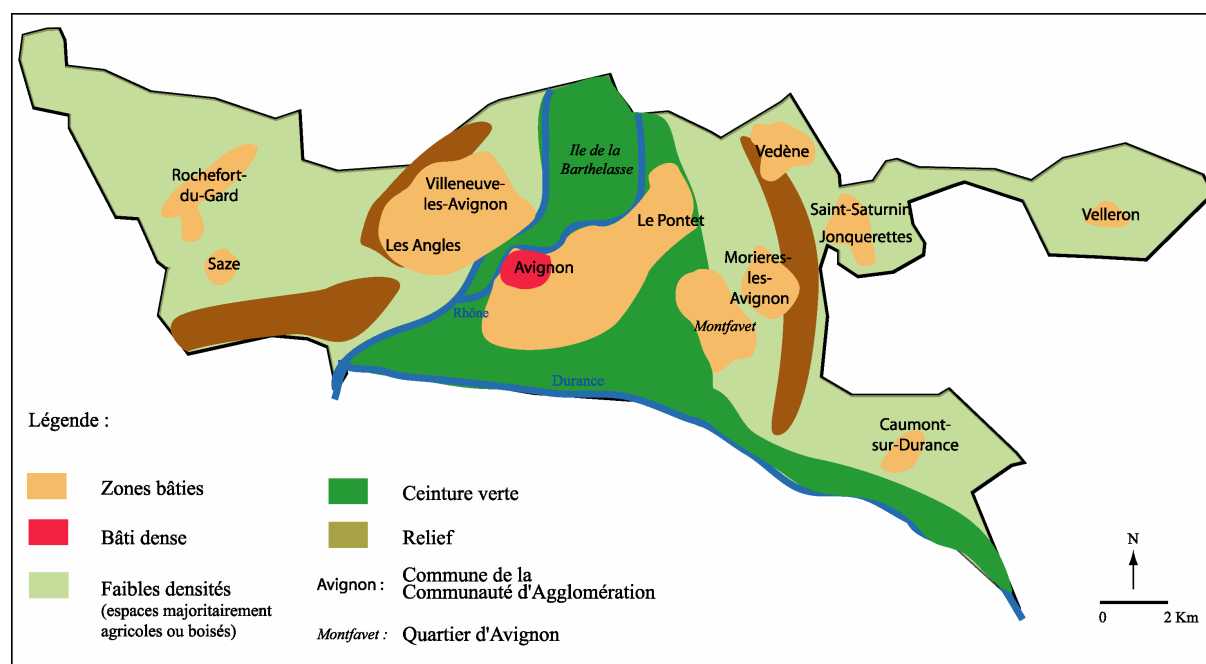 Ile de la
Barthelasse
Vedène
Rochefort-
du-Gard
Villeneuve-
les-Avignon
Le Pontet
Saint-Saturnin
Jonquerettes
Velleron
Les Angles
Saze
Avignon
Morieres-
les-
Avignon
Rhône
Montfavet
Durance
Caumont-
sur-Durance
Légende :
Zones bâties
Bâti dense
Faibles densités
(espaces majoritairement
agricoles ou boisés)
Ceinture verte
Relief
Avignon : Commune de la
Communauté d'Agglomération
Montfavet : Quartier d'Avignon
N
0 2 Km